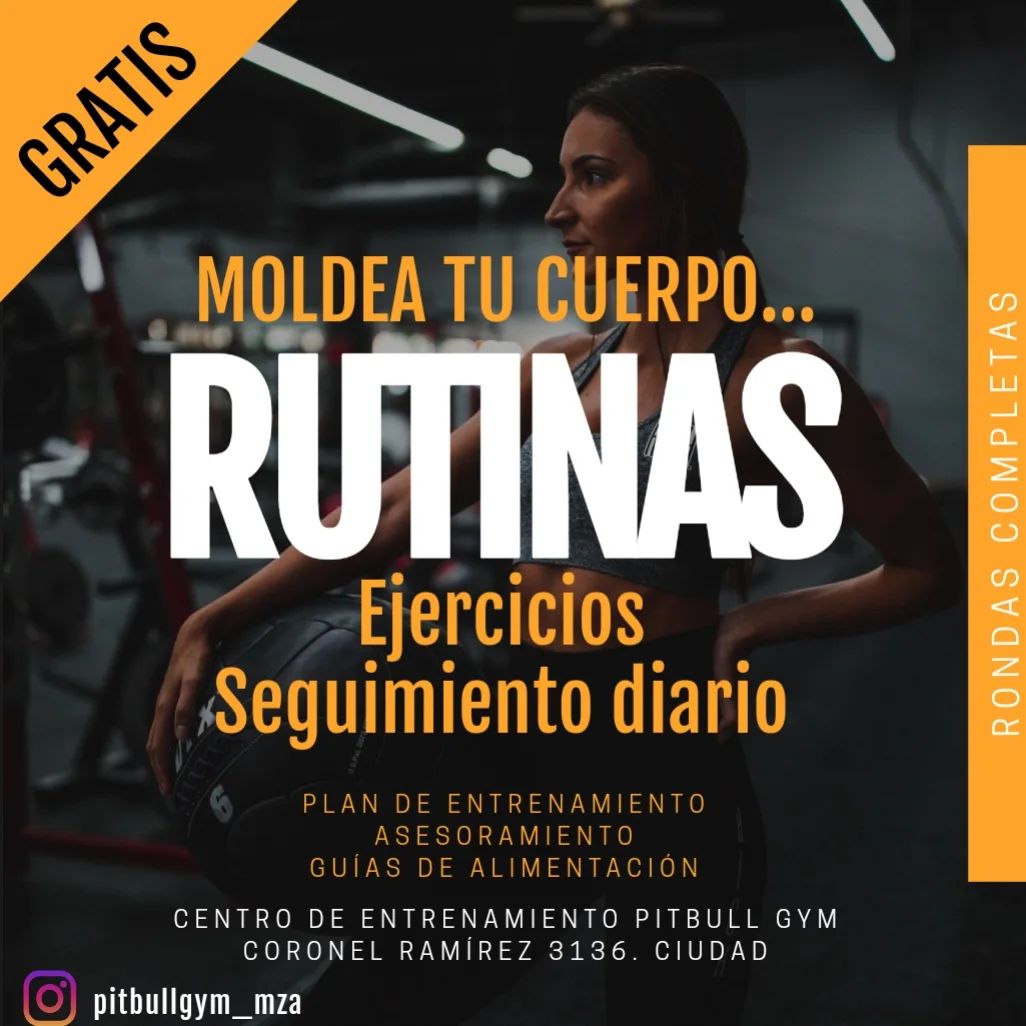 GRATIS
MOLDEA TU CUERPO...
RUTINAS
Ejercicios
Seguimiento diario
PLAN DE ENTRENAMIENTO
ASESORAMIENTO
GUÍAS DE ALIMENTACIÓN
CENTRO DE ENTRENAMIENTO PITBULL GYM
CORONEL RAMÍREZ 3136. CIUDAD
pitbullgym_mza
RONDAS COMPLETAS
6